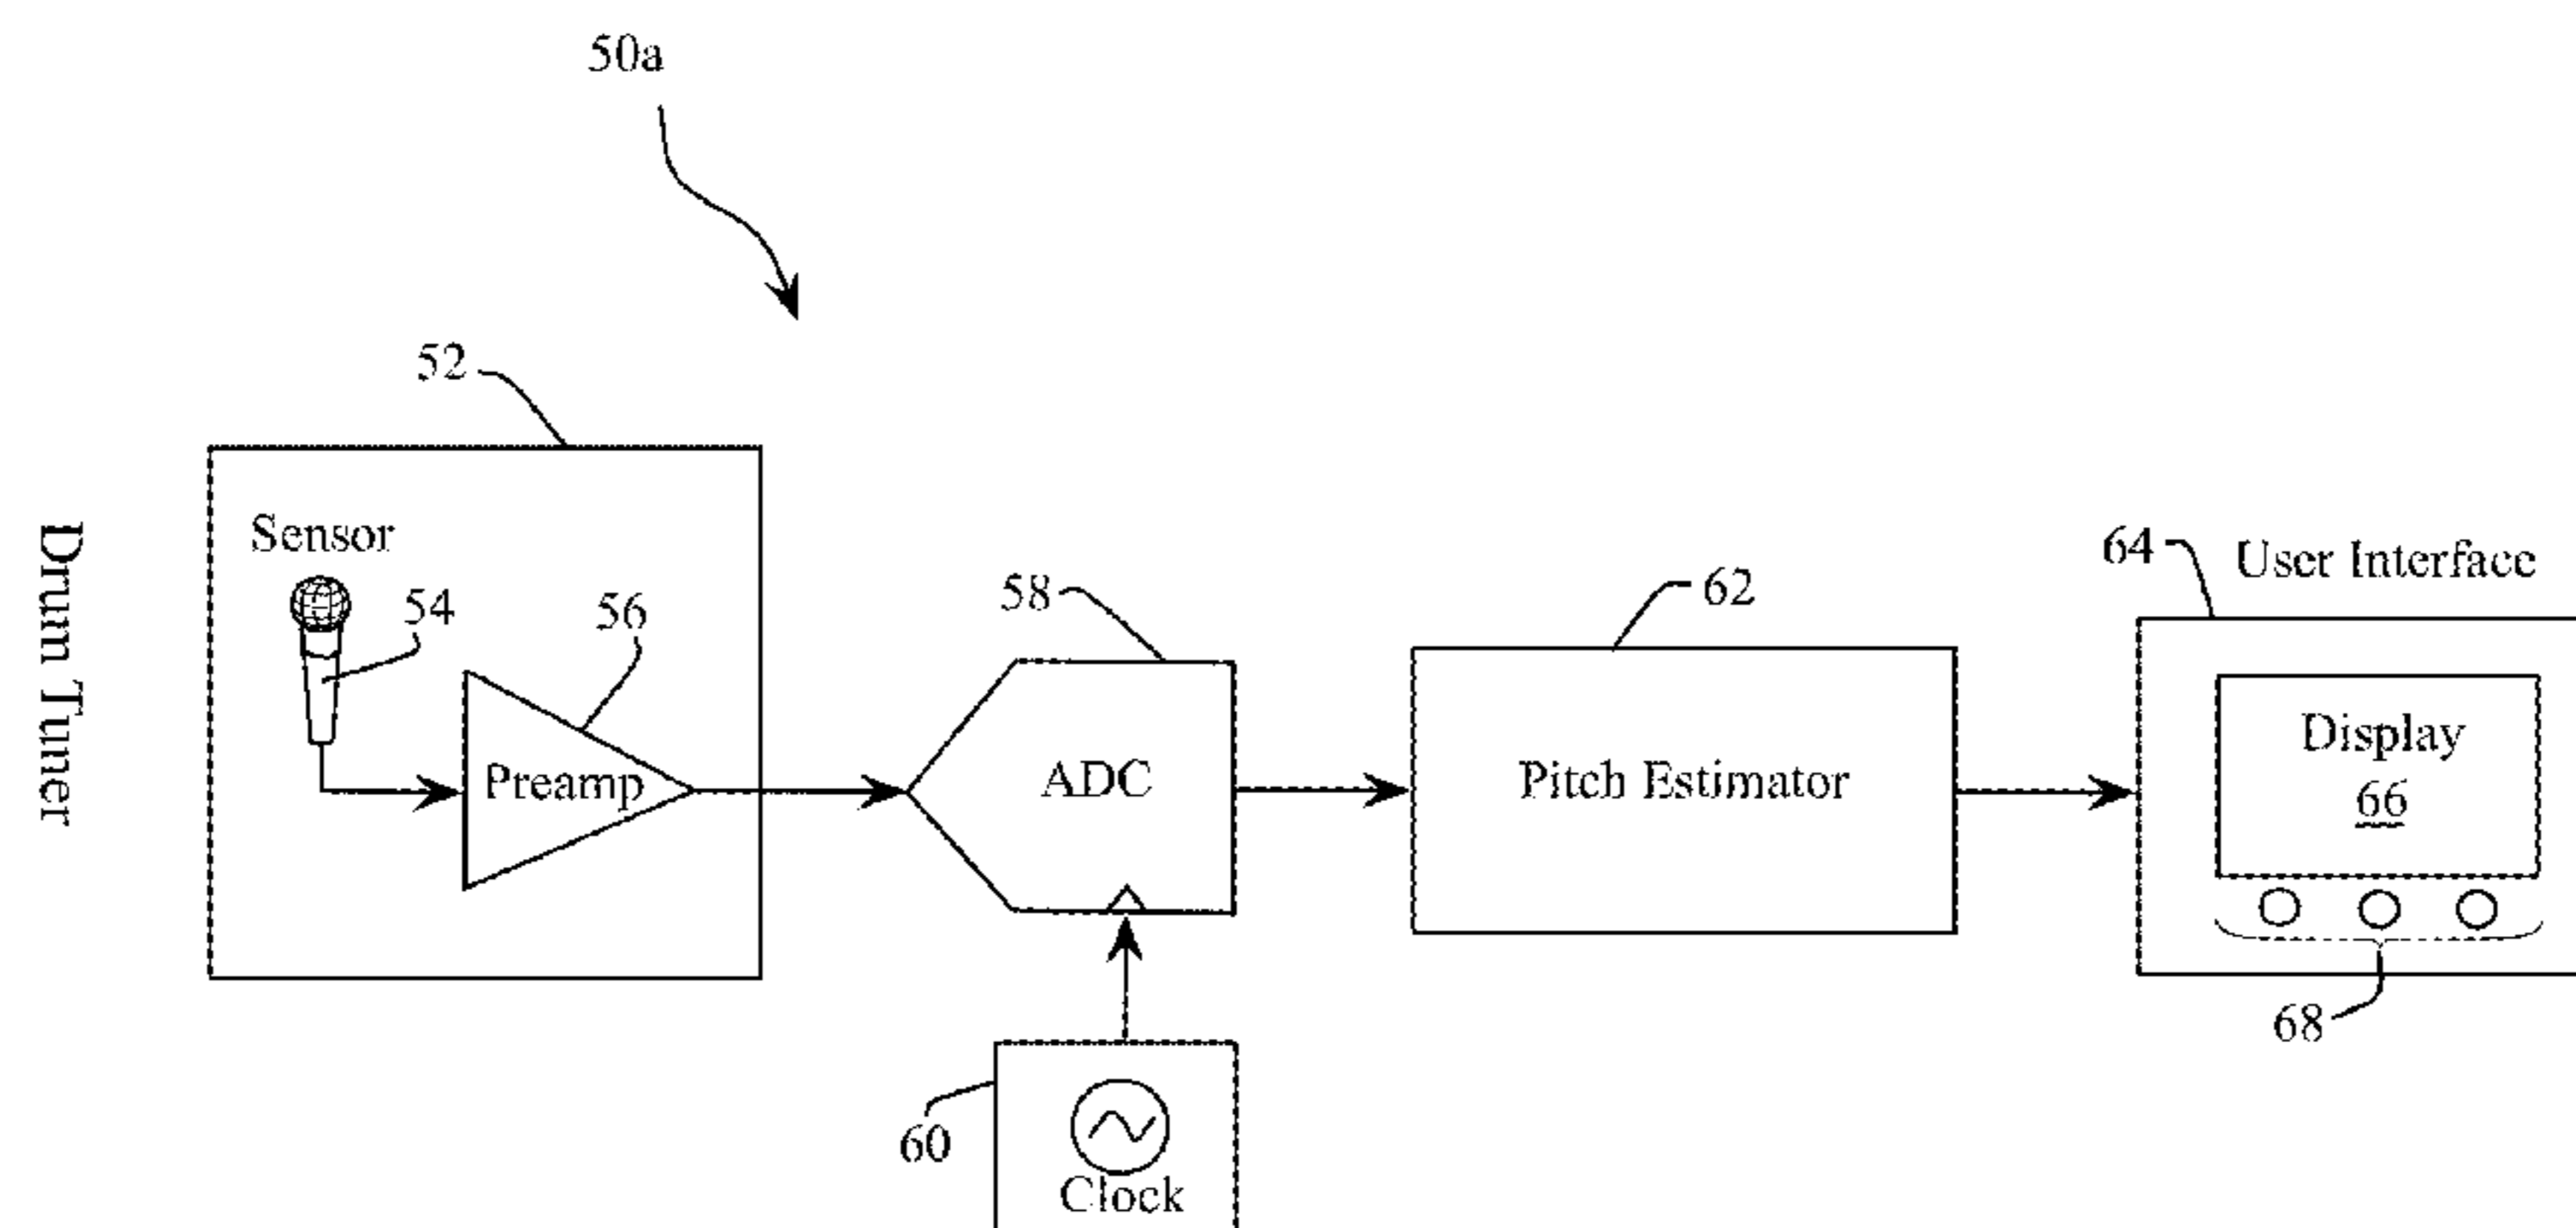 50a
52
Drum Tuner
Sensor
54
56
Preamp
58
ADC
60
Clock
62
Pitch Estimator
64
User Interface
Display
66
68